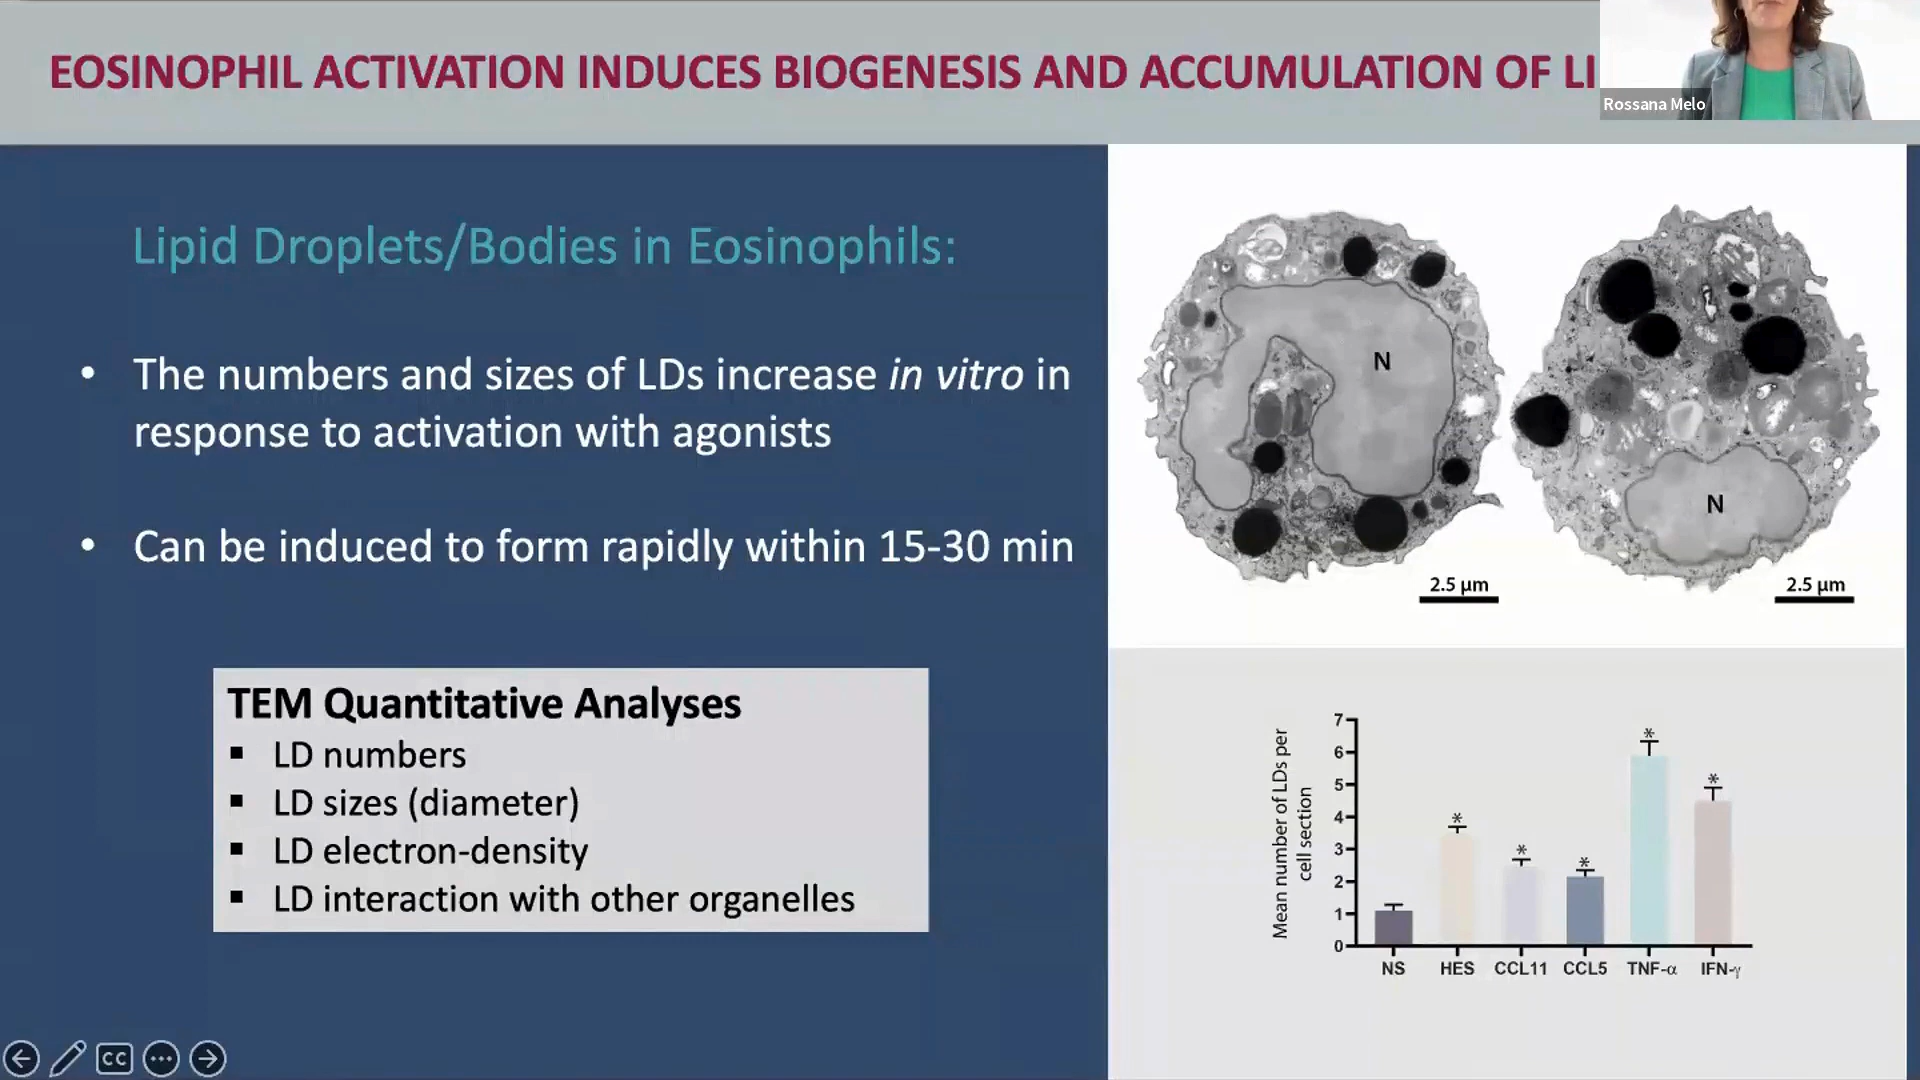 EOSINOPHIL ACTIVATION INDUCES BIOGENESIS AND ACCUMULATION OF LI
Rossana Melo
Lipid Droplets/Bodies in Eosinophils:
• The numbers and sizes of LDs increase in vitro in
response to activation with agonists
• Can be induced to form rapidly within 15-30 min
TEM Quantitative Analyses
▪ LD numbers
▪ LD sizes (diameter)
▪ LD electron-density
▪ LD interaction with other organelles
N
N
2.5 µm
2.5 µm
Mean number of LDs per
cell section
7
6
5
4
3
2
1
0
*
*
*
*
*
NS HES CCL11 CCL5 TNF-α IFN-γ
CC